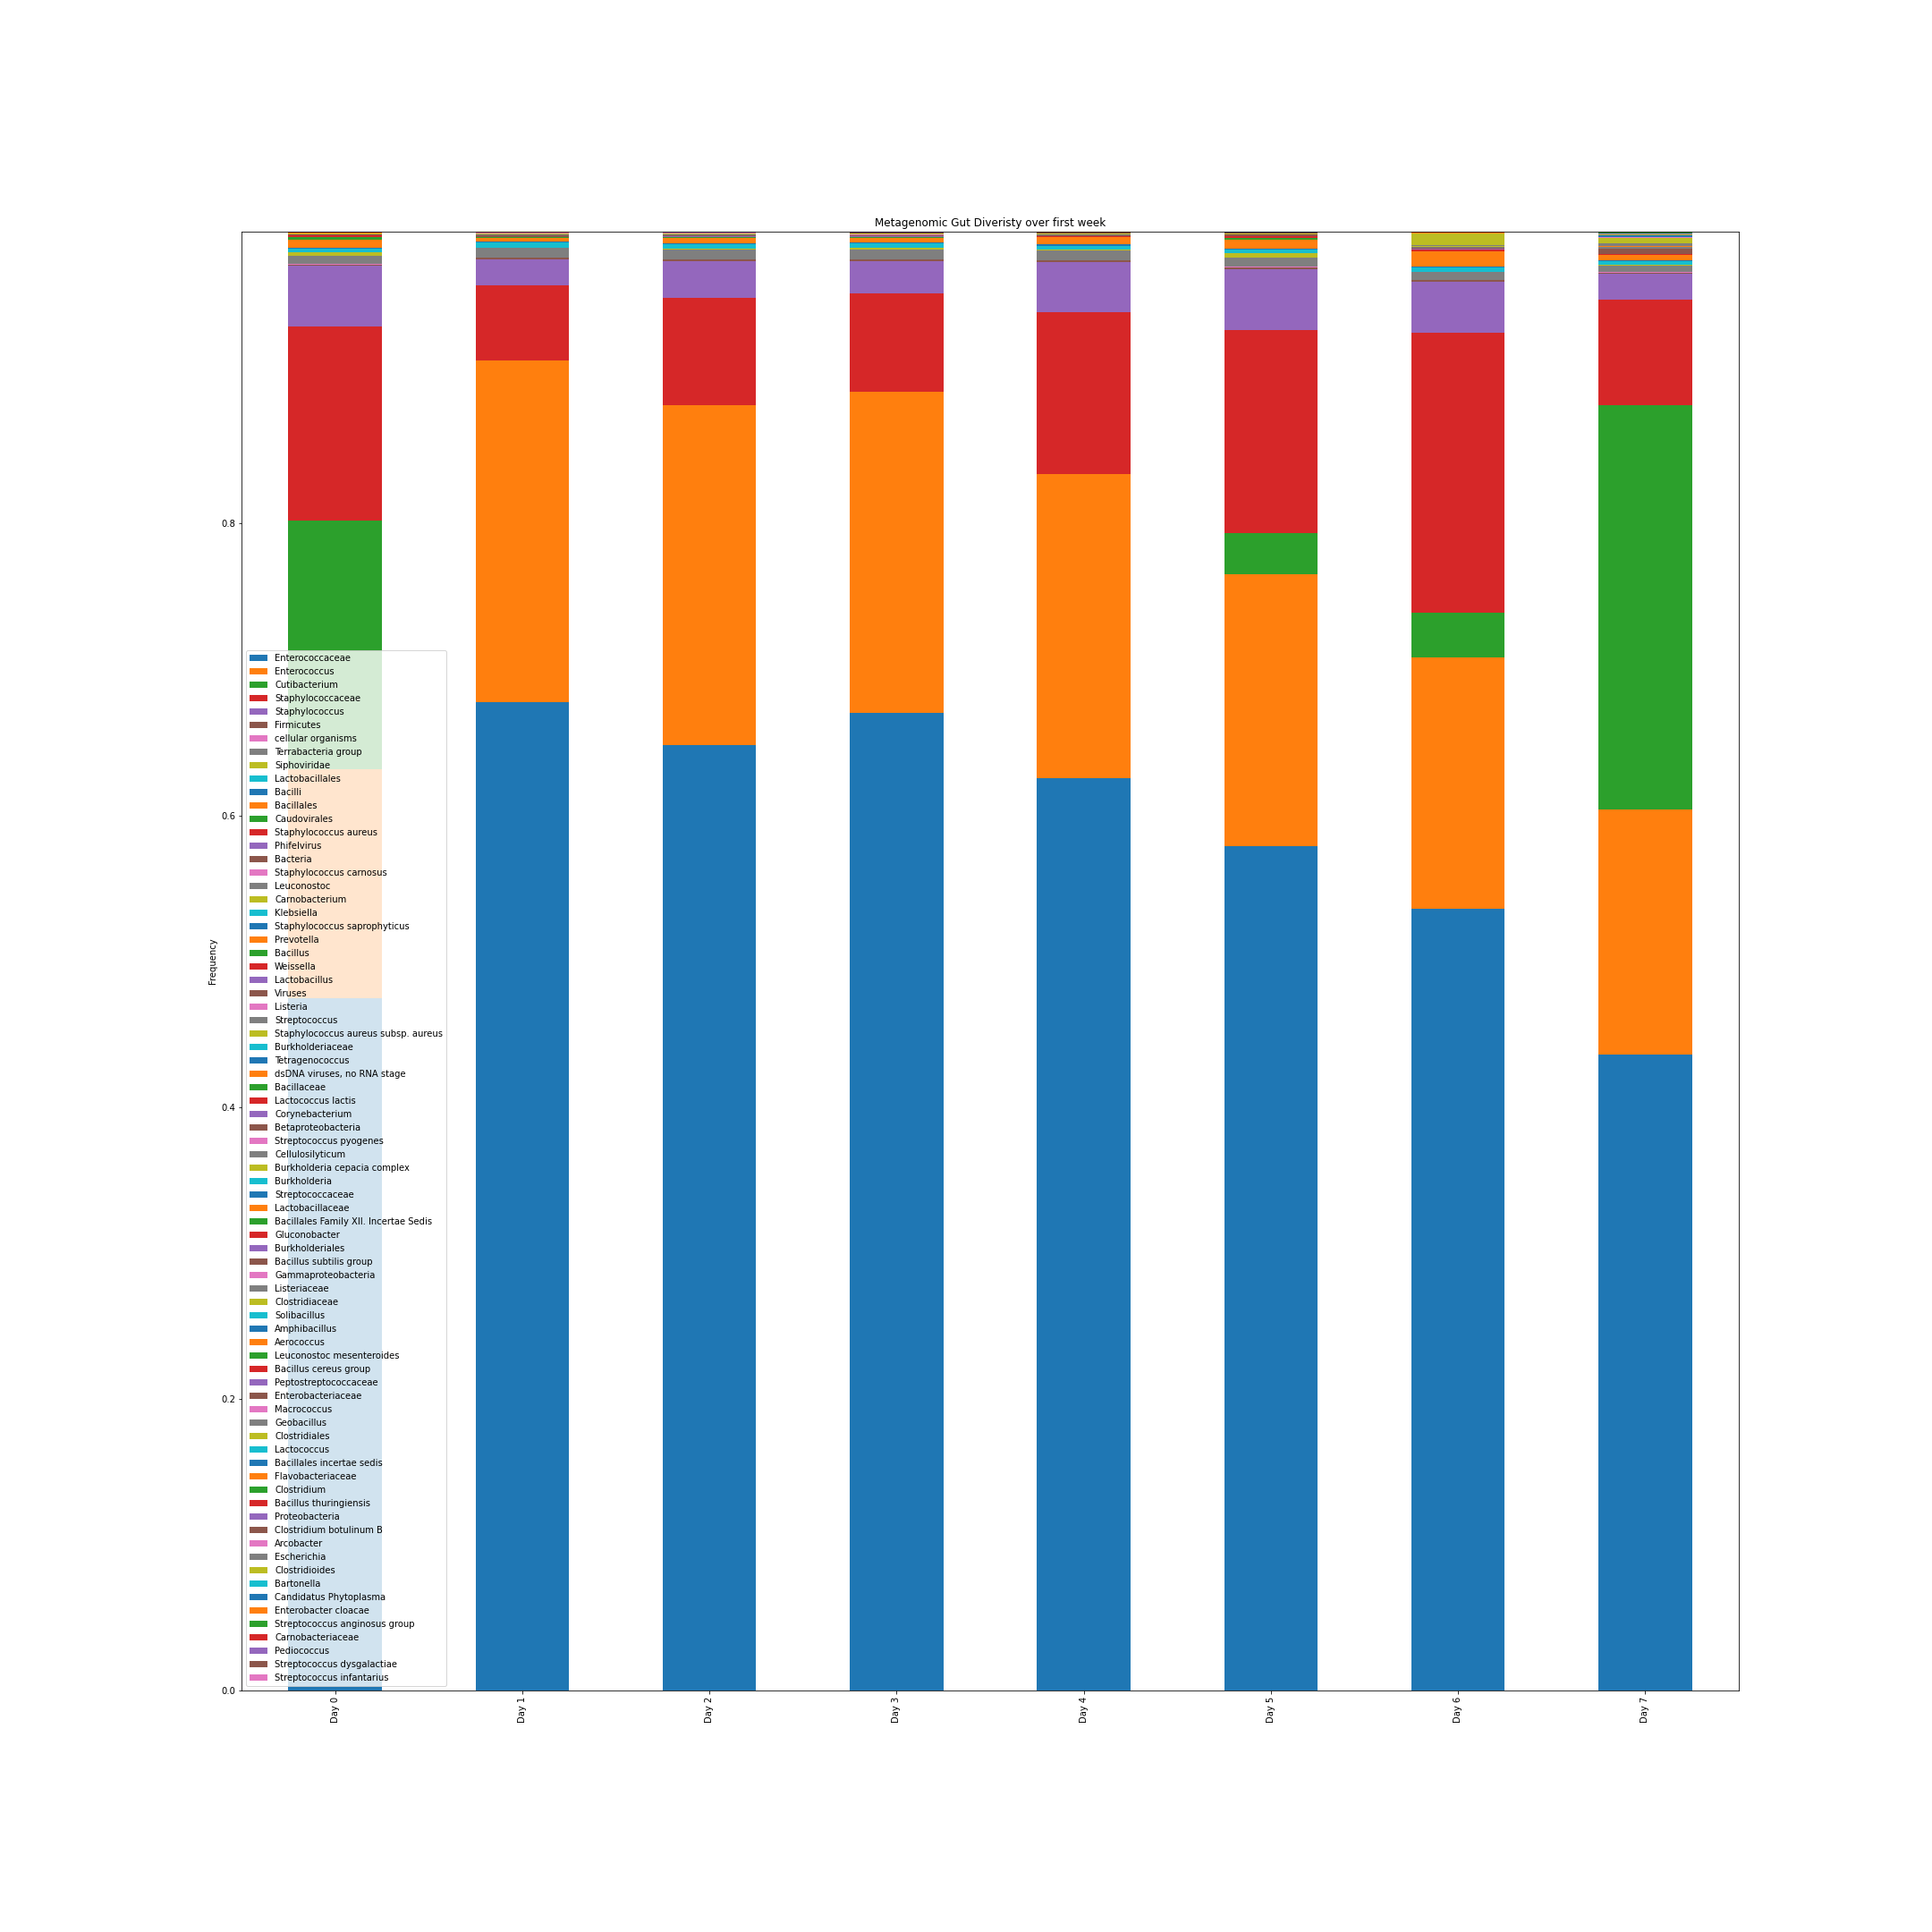 Metagenomic Gut Diveristy over first week
Frequency
0.8
0.6
0.4
0.2
0.0
Enterococcaceae
Enterococcus
Cutibacterium
Staphylococcaceae
Staphylococcus
Firmicutes
cellular organisms
Terrabacteria group
Siphoviridae
Lactobacillales
Bacilli
Bacillales
Caudovirales
Staphylococcus aureus
Phifelvirus
Bacteria
Staphylococcus carnosus
Leuconostoc
Carnobacterium
Klebsiella
Staphylococcus saprophyticus
Prevotella
Bacillus
Weissella
Lactobacillus
Viruses
Listeria
Streptococcus
Staphylococcus aureus subsp. aureus
Burkholderiaceae
Tetragenococcus
dsDNA viruses, no RNA stage
Bacillaceae
Lactococcus lactis
Corynebacterium
Betaproteobacteria
Streptococcus pyogenes
Cellulosilyticum
Burkholderia cepacia complex
Burkholderia
Streptococcaceae
Lactobacillaceae
Bacillales Family XII. Incertae Sedis
Gluconobacter
Burkholderiales
Bacillus subtilis group
Gammaproteobacteria
Listeriaceae
Clostridiaceae
Solibacillus
Amphibacillus
Aerococcus
Leuconostoc mesenteroides
Bacillus cereus group
Peptostreptococcaceae
Enterobacteriaceae
Macrococcus
Geobacillus
Clostridiales
Lactococcus
Bacillales incertae sedis
Flavobacteriaceae
Clostridium
Bacillus thuringiensis
Proteobacteria
Clostridium botulinum B
Arcobacter
Escherichia
Clostridioides
Bartonella
Candidatus Phytoplasma
Enterobacter cloacae
Streptococcus anginosus group
Carnobacteriaceae
Pediococcus
Streptococcus dysgalactiae
Streptococcus infantarius
Day 0
Day 1
Day 2
Day 3
Day 4
Day 5
Day 6
Day 7